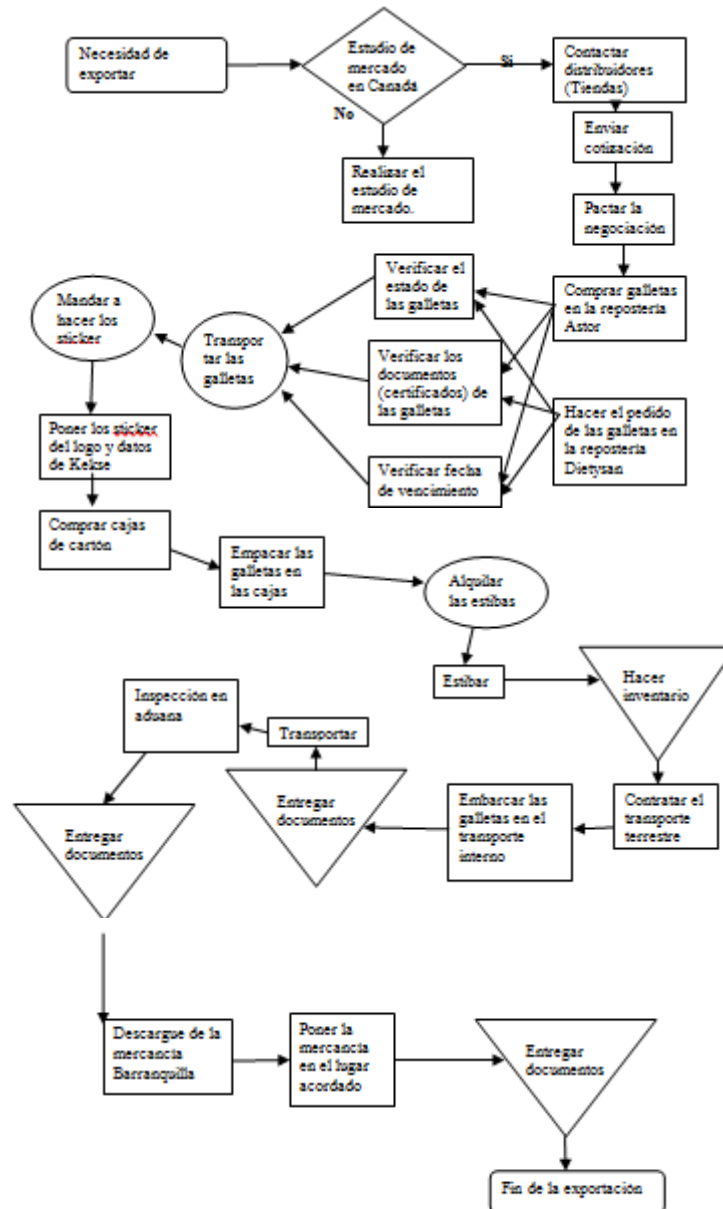 Necesidad de
exportar
Estudio de
mercado
en Canadá
Si
No
Contactar
distribuidores
(Tiendas)
Enviar
cotización
Realizar el
estudio de
mercado.
Pactar la
negociación
Comprar galletas
en la repostería
Astor
Hacer el pedido
de las galletas en
la repostería
Dietysan
Verificar el
estado de
las galletas
Verificar los
documentos
(certificados) de
las galletas
Verificar fecha
de vencimiento
Transpor
tar las
galletas
Mandar a
hacer los
sticker
Poner los sticker
del logo y datos
de Kekse
Comprar cajas
de cartón
Empacar las
galletas en
las cajas
Alquilar
las estibas
Estibar
Hacer
inventario
Contratar el
transporte
terrestre
Embarcar las
galletas en el
transporte
interno
Entregar
documentos
Transportar
Inspección en
aduana
Entregar
documentos
Descargue de la
mercancía
Barranquilla
Poner la
mercancía
en el lugar
acordado
Entregar
documentos
Fin de la exportación